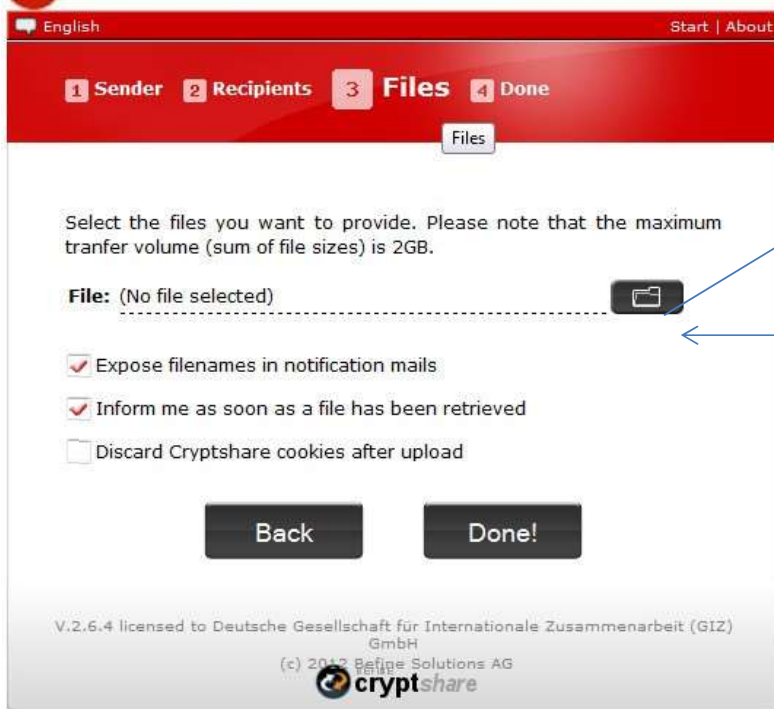 English Start | About
1 Sender 2 Recipients 3 Files 4 Done
Files
Select the files you want to provide. Please note that the maximum
tranfer volume (sum of file sizes) is 2GB.
File: (No file selected)
Expose filenames in notification mails
Inform me as soon as a file has been retrieved
Discard Cryptshare cookies after upload
Back Done!
V.2.6.4 licensed to Deutsche Gesellschaft für Internationale Zusammenarbeit (GIZ)
GmbH
(c) 2012 Befine Solutions AG
BEFINE
cryptshare